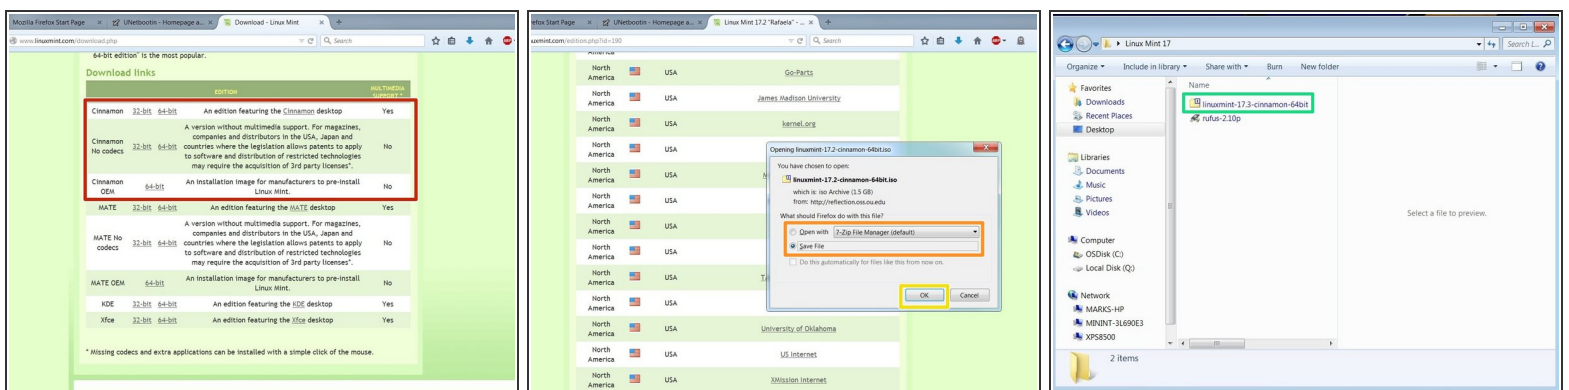 Mozilla Firefox Start Page × UNetbootin - Homepage a... × Download - Linux Mint × +
www.linuxmint.com/download.php Search
64-bit edition" is the most popular.
Download links
EDITION MULTIMEDIA SUPPORT *
Cinnamon 32-bit 64-bit An edition featuring the Cinnamon desktop Yes
Cinnamon No codecs 32-bit 64-bit A version without multimedia support. For magazines,
companies and distributors in the USA, Japan and
countries where the legislation allows patents to apply
to software and distribution of restricted technologies
may require the acquisition of 3rd party licenses*. No
Cinnamon OEM 64-bit An installation image for manufacturers to pre-install
Linux Mint. No
MATE 32-bit 64-bit An edition featuring the MATE desktop Yes
MATE No codecs 32-bit 64-bit A version without multimedia support. For magazines,
companies and distributors in the USA, Japan and
countries where the legislation allows patents to apply
to software and distribution of restricted technologies
may require the acquisition of 3rd party licenses*. No
MATE OEM 64-bit An installation image for manufacturers to pre-install
Linux Mint. No
KDE 32-bit 64-bit An edition featuring the KDE desktop Yes
Xfce 32-bit 64-bit An edition featuring the Xfce desktop Yes
* Missing codecs and extra applications can be installed with a simple click of the mouse.
efox Start Page × UNetbootin - Homepage a... × Linux Mint 17.2 "Rafaela" - ... × +
uxmint.com/edition.php?id=190 Search
America
North America USA Go-Parts
North America USA James Madison University
North America USA kernel.org
North America USA
North America USA
North America USA
North America USA
North America USA
North America USA
North America USA
North America USA University of Oklahoma
North America USA US Internet
North America USA XMission Internet
Opening linuxmint-17.2-cinnamon-64bit.iso
You have chosen to open:
linuxmint-17.2-cinnamon-64bit.iso
which is: iso Archive (1.5 GB)
from: http://reflection.oss.ou.edu
What should Firefox do with this file?
Open with 7-Zip File Manager (default)
Save File
Do this automatically for files like this from now on.
OK Cancel
Linux Mint 17
Search L...
Organize Include in library Share with Burn New folder
Favorites
Downloads
Recent Places
Desktop
Libraries
Documents
Music
Pictures
Videos
Computer
OSDisk (C:)
Local Disk (Q:)
Network
MARKS-HP
MININT-3L690E3
XPS8500
Name
linuxmint-17.3-cinnamon-64bit
rufus-2.10p
Select a file to preview.
2 items